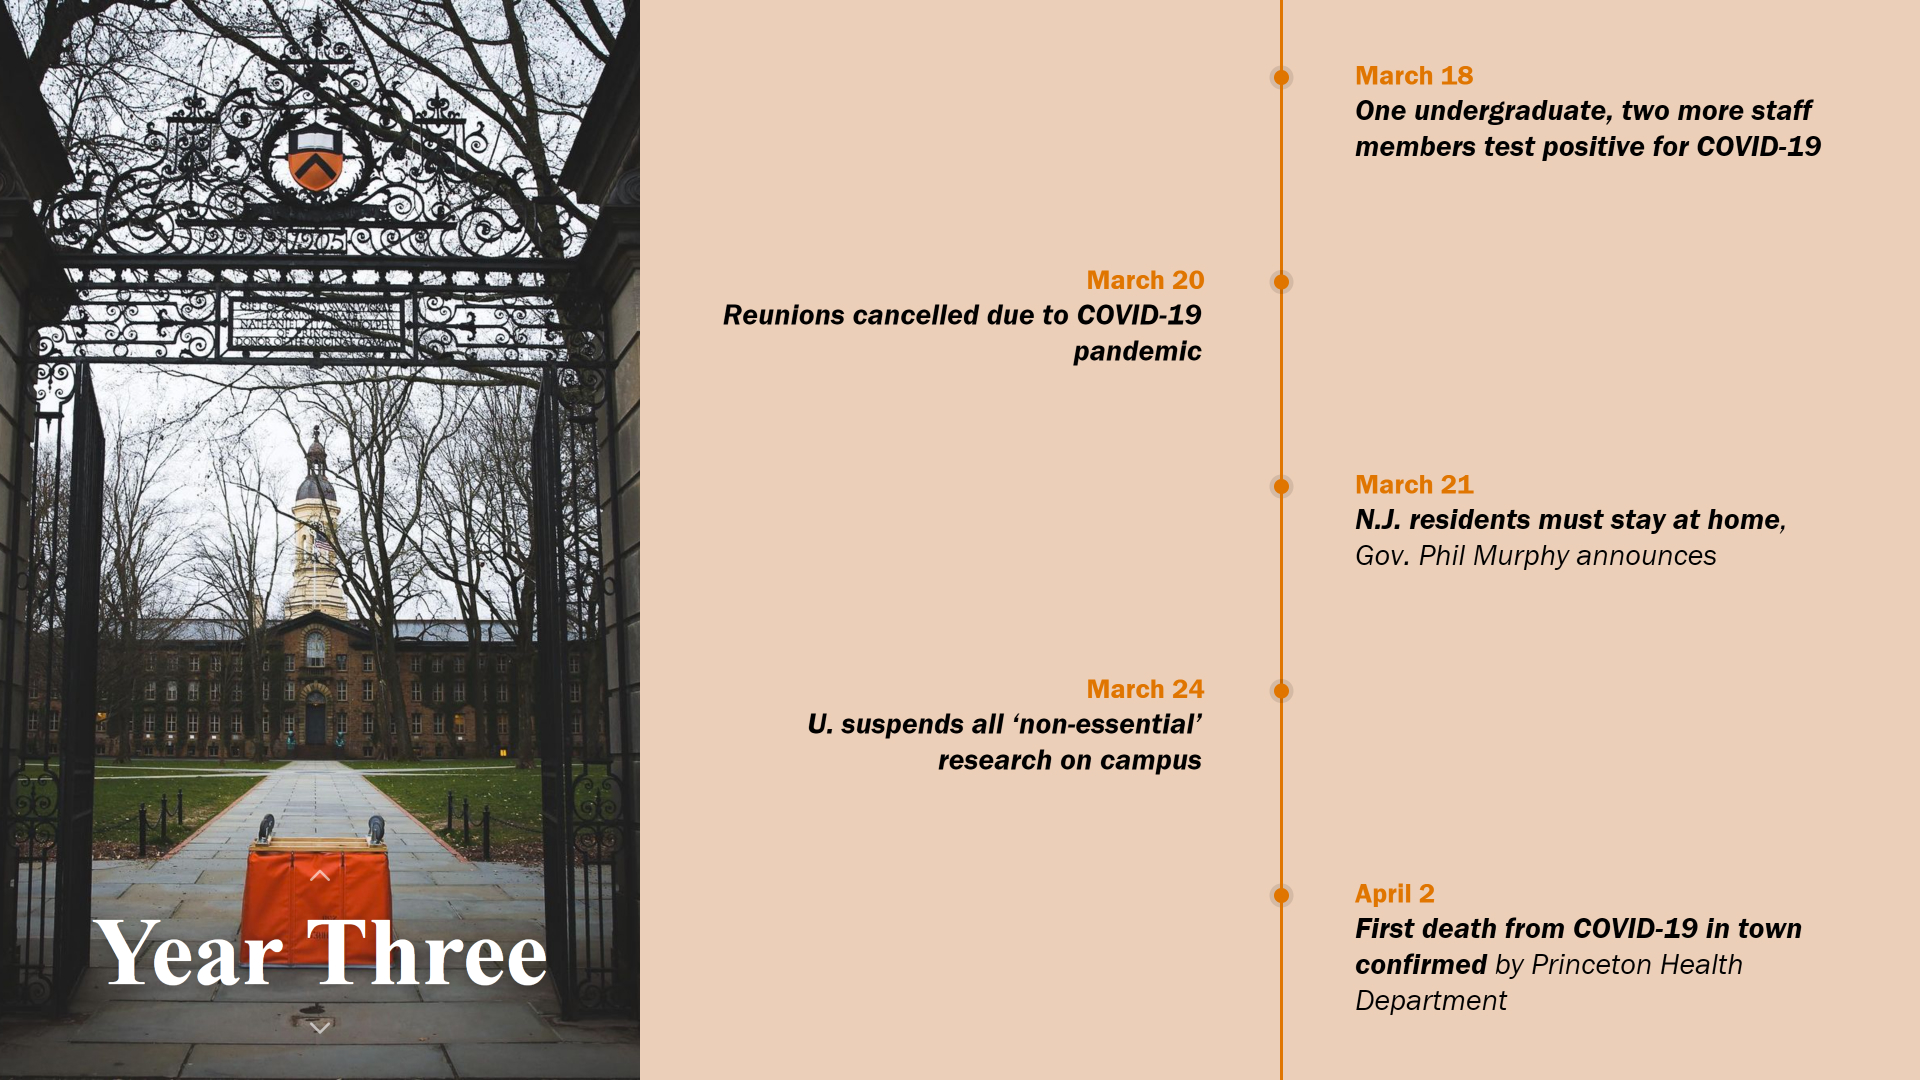 1905
Year Three
March 18
One undergraduate, two more staff
members test positive for COVID-19
March 20
Reunions cancelled due to COVID-19
pandemic
March 21
N.J. residents must stay at home,
Gov. Phil Murphy announces
March 24
U. suspends all ‘non-essential’
research on campus
April 2
First death from COVID-19 in town
confirmed by Princeton Health
Department